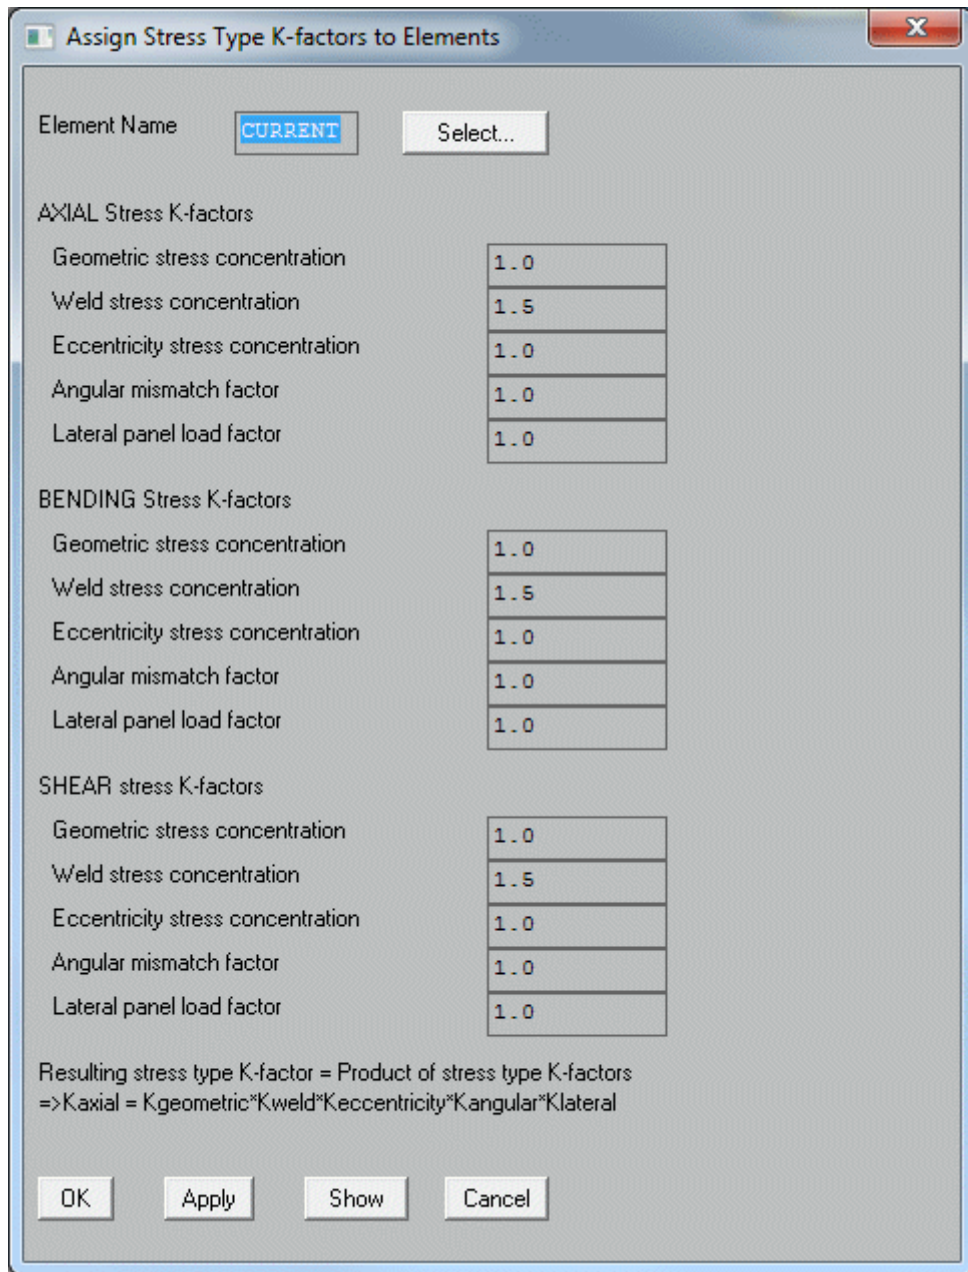 Assign Stress Type K-factors to Elements
Element Name CURRENT Select...
AXIAL Stress K-factors
Geometric stress concentration 1.0
Weld stress concentration 1.5
Eccentricity stress concentration 1.0
Angular mismatch factor 1.0
Lateral panel load factor 1.0
BENDING Stress K-factors
Geometric stress concentration 1.0
Weld stress concentration 1.5
Eccentricity stress concentration 1.0
Angular mismatch factor 1.0
Lateral panel load factor 1.0
SHEAR stress K-factors
Geometric stress concentration 1.0
Weld stress concentration 1.5
Eccentricity stress concentration 1.0
Angular mismatch factor 1.0
Lateral panel load factor 1.0
Resulting stress type K-factor = Product of stress type K-factors
=>Kaxial = Kgeometric*Kweld*Keccentricity*Kangular*Klateral
OK Apply Show Cancel